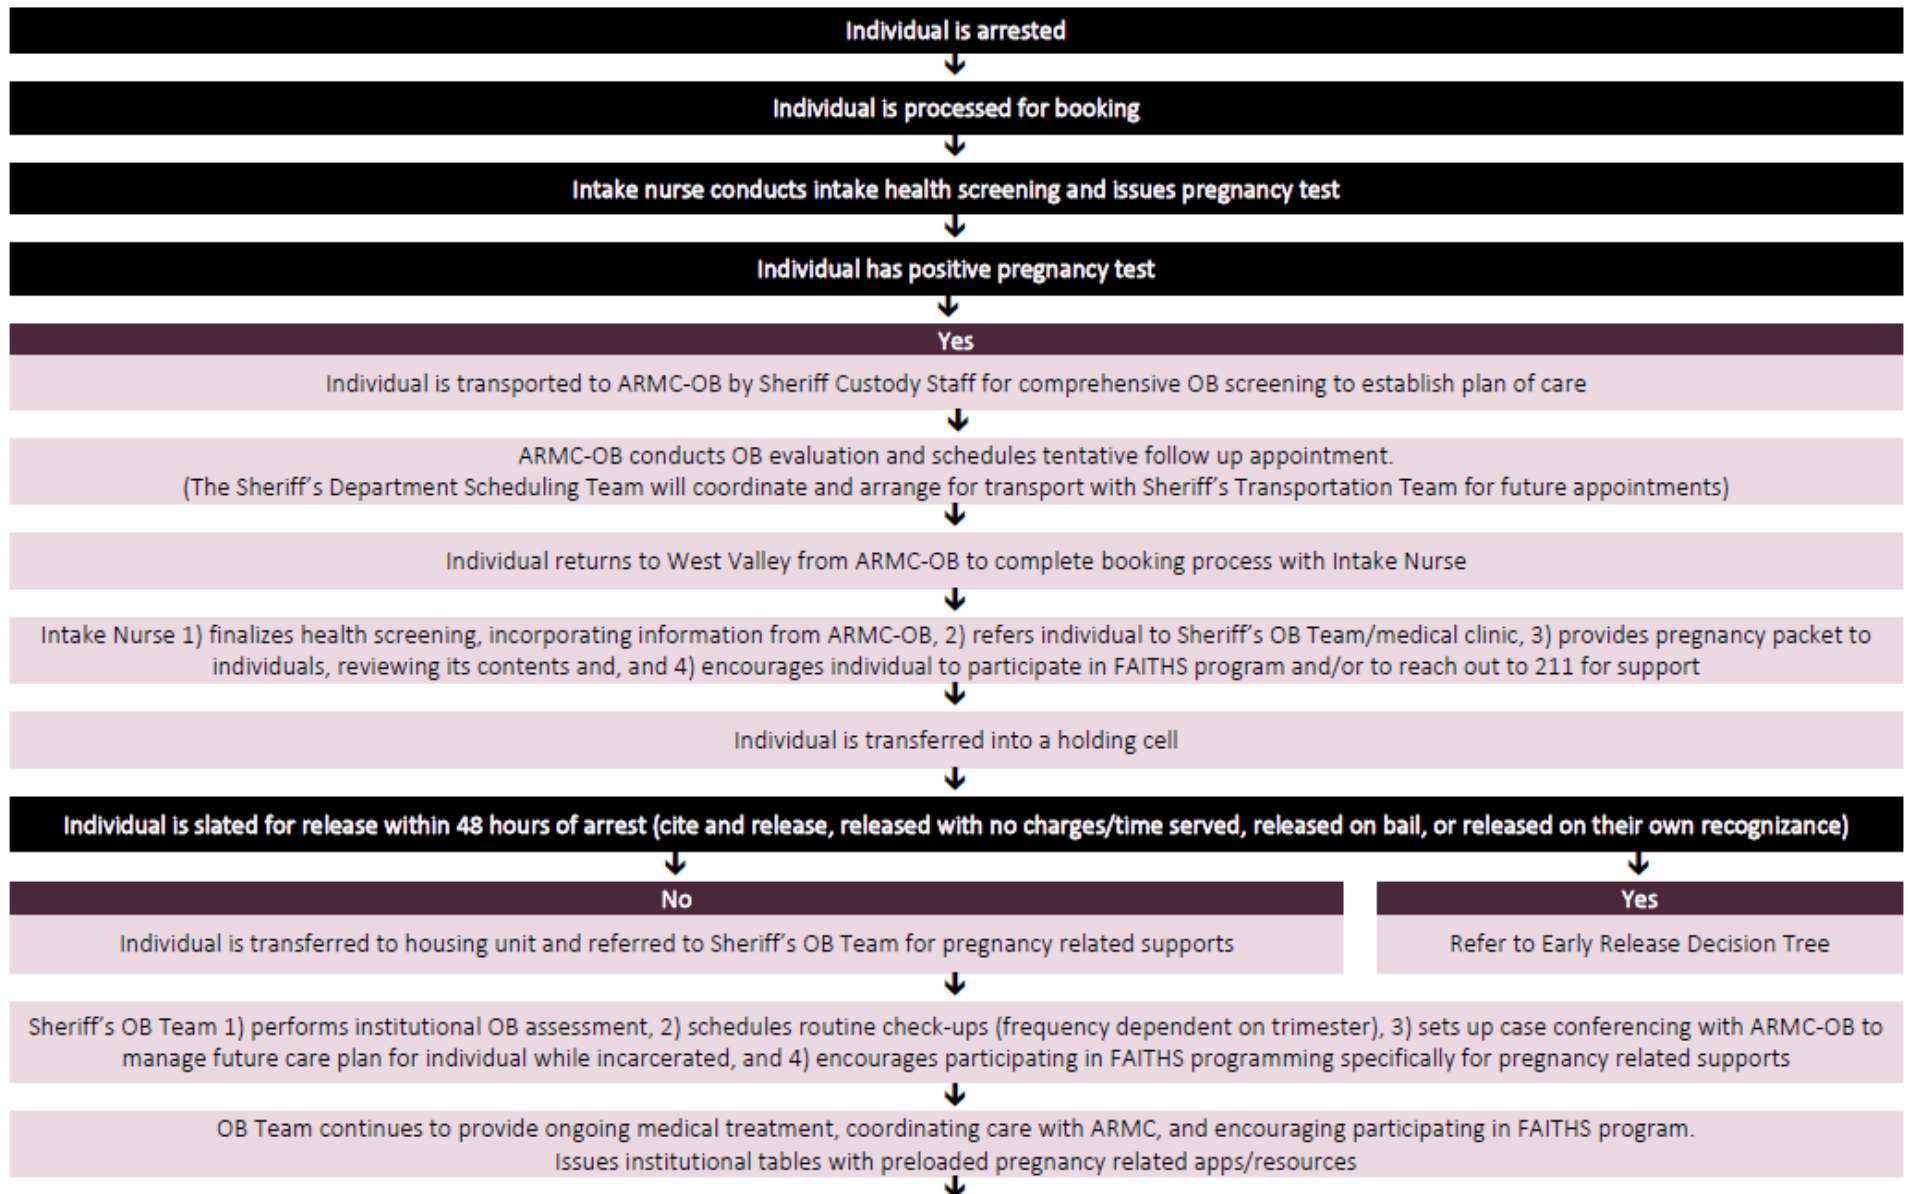 Individual is arrested
Individual is processed for booking
Intake nurse conducts intake health screening and issues pregnancy test
Individual has positive pregnancy test
Yes
Individual is transported to ARMC-OB by Sheriff Custody Staff for comprehensive OB screening to establish plan of care
ARMC-OB conducts OB evaluation and schedules tentative follow up appointment.
(The Sheriff's Department Scheduling Team will coordinate and arrange for transport with Sheriff's Transportation Team for future appointments)
Individual returns to West Valley from ARMC-OB to complete booking process with Intake Nurse
Intake Nurse 1) finalizes health screening, incorporating information from ARMC-OB, 2) refers individual to Sheriff's OB Team/medical clinic, 3) provides pregnancy packet to
individuals, reviewing its contents and, and 4) encourages individual to participate in FAITHS program and/or to reach out to 211 for support
Individual is transferred into a holding cell
Individual is slated for release within 48 hours of arrest (cite and release, released with no charges/time served, released on bail, or released on their own recognizance)
No
Individual is transferred to housing unit and referred to Sheriff's OB Team for pregnancy related supports
Yes
Refer to Early Release Decision Tree
Sheriff's OB Team 1) performs institutional OB assessment, 2) schedules routine check-ups (frequency dependent on trimester), 3) sets up case conferencing with ARMC-OB to
manage future care plan for individual while incarcerated, and 4) encourages participating in FAITHS programming specifically for pregnancy related supports
OB Team continues to provide ongoing medical treatment, coordinating care with ARMC, and encouraging participating in FAITHS program.
Issues institutional tables with preloaded pregnancy related apps/resources